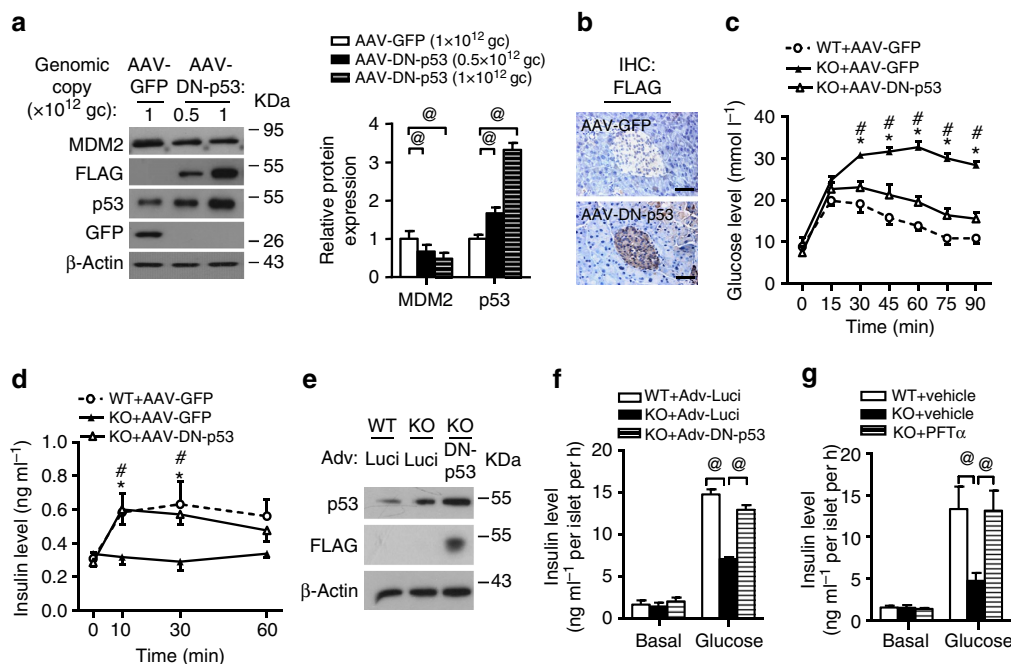 a
Genomic copy (×10¹² gc):
AAV-GFP
AAV-DN-p53:
1 0.5 1
KDa
MDM2
FLAG
p53
GFP
β-Actin
95
55
55
26
43
AAV-GFP (1×10¹² gc)
AAV-DN-p53 (0.5×10¹² gc)
AAV-DN-p53 (1×10¹² gc)
Relative protein expression
4
3
2
1
0
@ @ @ @
MDM2 p53
b
IHC:
FLAG
AAV-GFP
AAV-DN-p53
c
WT+AAV-GFP
KO+AAV-GFP
KO+AAV-DN-p53
Glucose level (mmol l⁻¹)
40
30
20
10
0
# # # # #
* * * * *
0 15 30 45 60 75 90
Time (min)
d
WT+AAV-GFP
KO+AAV-GFP
KO+AAV-DN-p53
Insulin level (ng ml⁻¹)
1.0
0.8
0.6
0.4
0.2
0.0
# #
* *
0 10 30 60
Time (min)
e
WT KO KO
Adv: Luci Luci DN-p53 KDa
p53
FLAG
β-Actin
55
55
43
f
WT+Adv-Luci
KO+Adv-Luci
KO+Adv-DN-p53
Insulin level
(ng ml⁻¹ per islet per h)
20
15
10
5
0
@ @
Basal Glucose
g
WT+vehicle
KO+vehicle
KO+PFTα
Insulin level
(ng ml⁻¹ per islet per h)
20
15
10
5
0
@ @
Basal Glucose